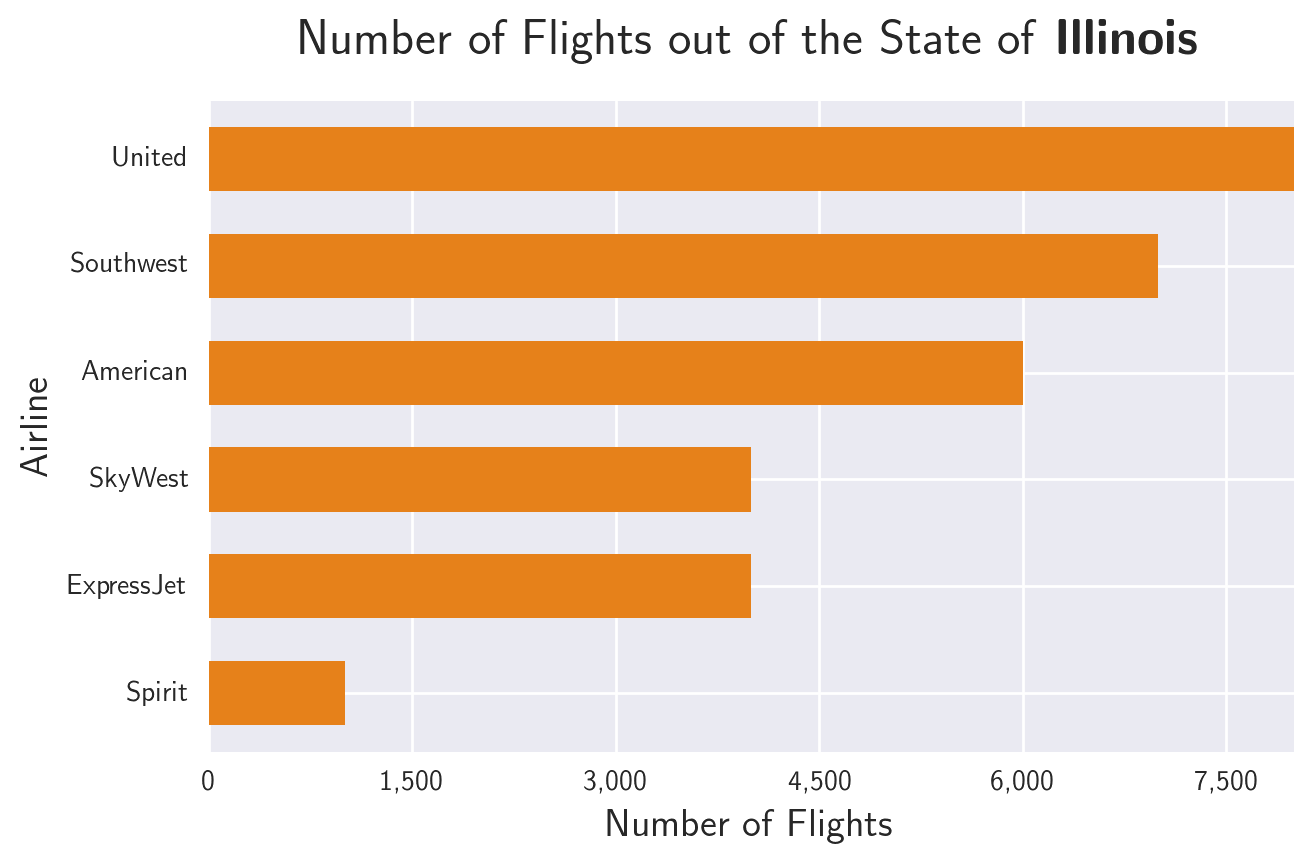 Number of Flights out of the State of Illinois
United
Southwest
American
SkyWest
ExpressJet
Spirit
Airline
0 1,500 3,000 4,500 6,000 7,500
Number of Flights